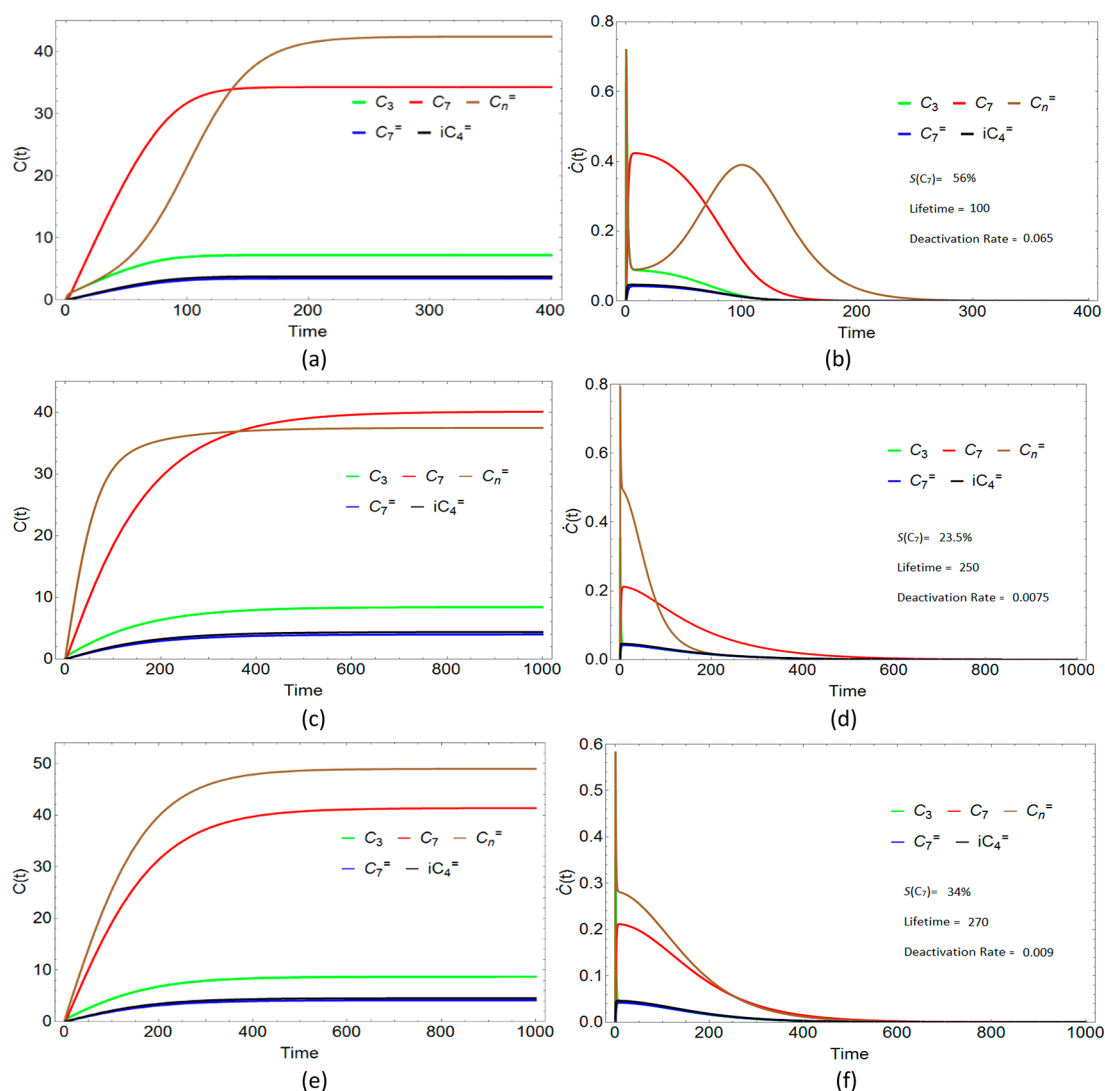 40
30
20
10
0
C(t)
C₃ C₇ Cₙ⁼
C₇⁼ iC₄⁼
0 100 200 300 400
Time
(a)
0.8
0.6
0.4
0.2
0.0
Ċ(t)
C₃ C₇ Cₙ⁼
C₇⁼ iC₄⁼
S(C₇)= 56%
Lifetime = 100
Deactivation Rate = 0.065
0 100 200 300 400
Time
(b)
40
30
20
10
0
C(t)
C₃ C₇ Cₙ⁼
C₇⁼ iC₄⁼
0 200 400 600 800 1000
Time
(c)
0.8
0.6
0.4
0.2
0.0
Ċ(t)
C₃ C₇ Cₙ⁼
C₇⁼ iC₄⁼
S(C₇)= 23.5%
Lifetime = 250
Deactivation Rate = 0.0075
0 200 400 600 800 1000
Time
(d)
50
40
30
20
10
0
C(t)
C₃ C₇ Cₙ⁼
C₇⁼ iC₄⁼
0 200 400 600 800 1000
Time
(e)
0.6
0.5
0.4
0.3
0.2
0.1
0.0
Ċ(t)
C₃ C₇ Cₙ⁼
C₇⁼ iC₄⁼
S(C₇)= 34%
Lifetime = 270
Deactivation Rate = 0.009
0 200 400 600 800 1000
Time
(f)